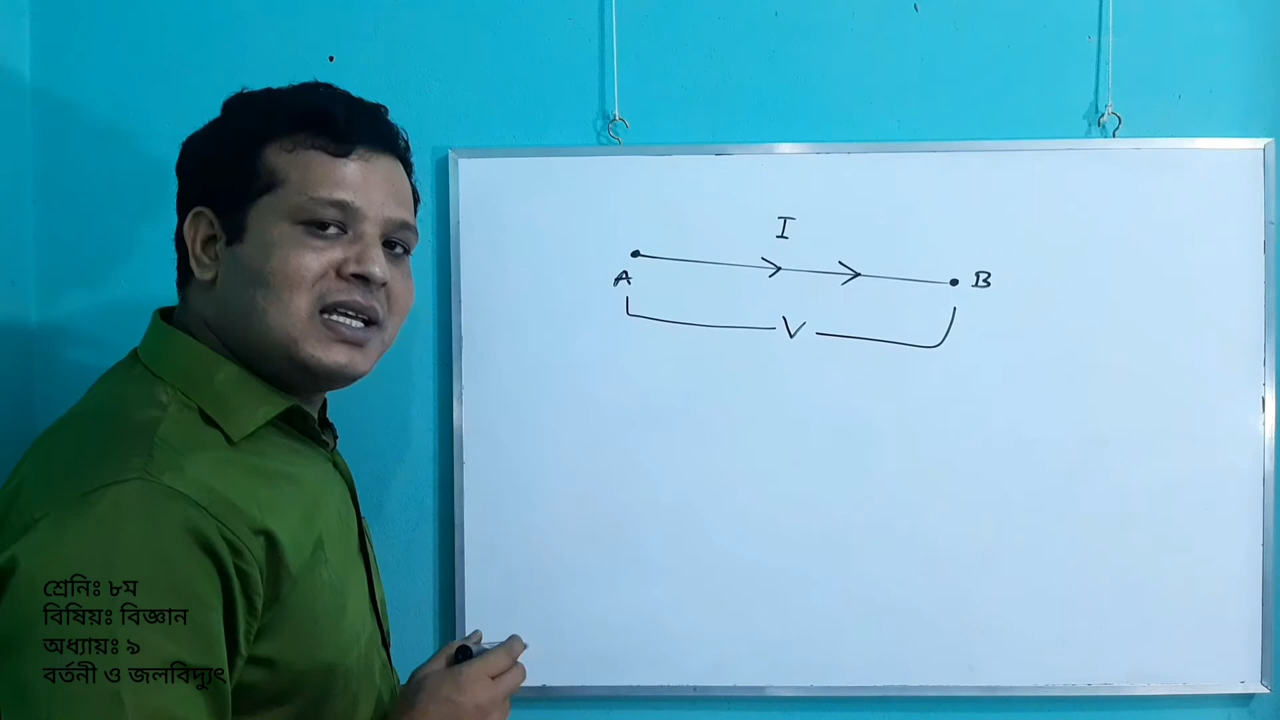 I
A
B
V
শ্রেনিঃ ৮ম
বিষিয়ঃ বিজ্ঞান
অধ্যায়ঃ ৯
বর্তনী ও জলবিদ্যুৎ